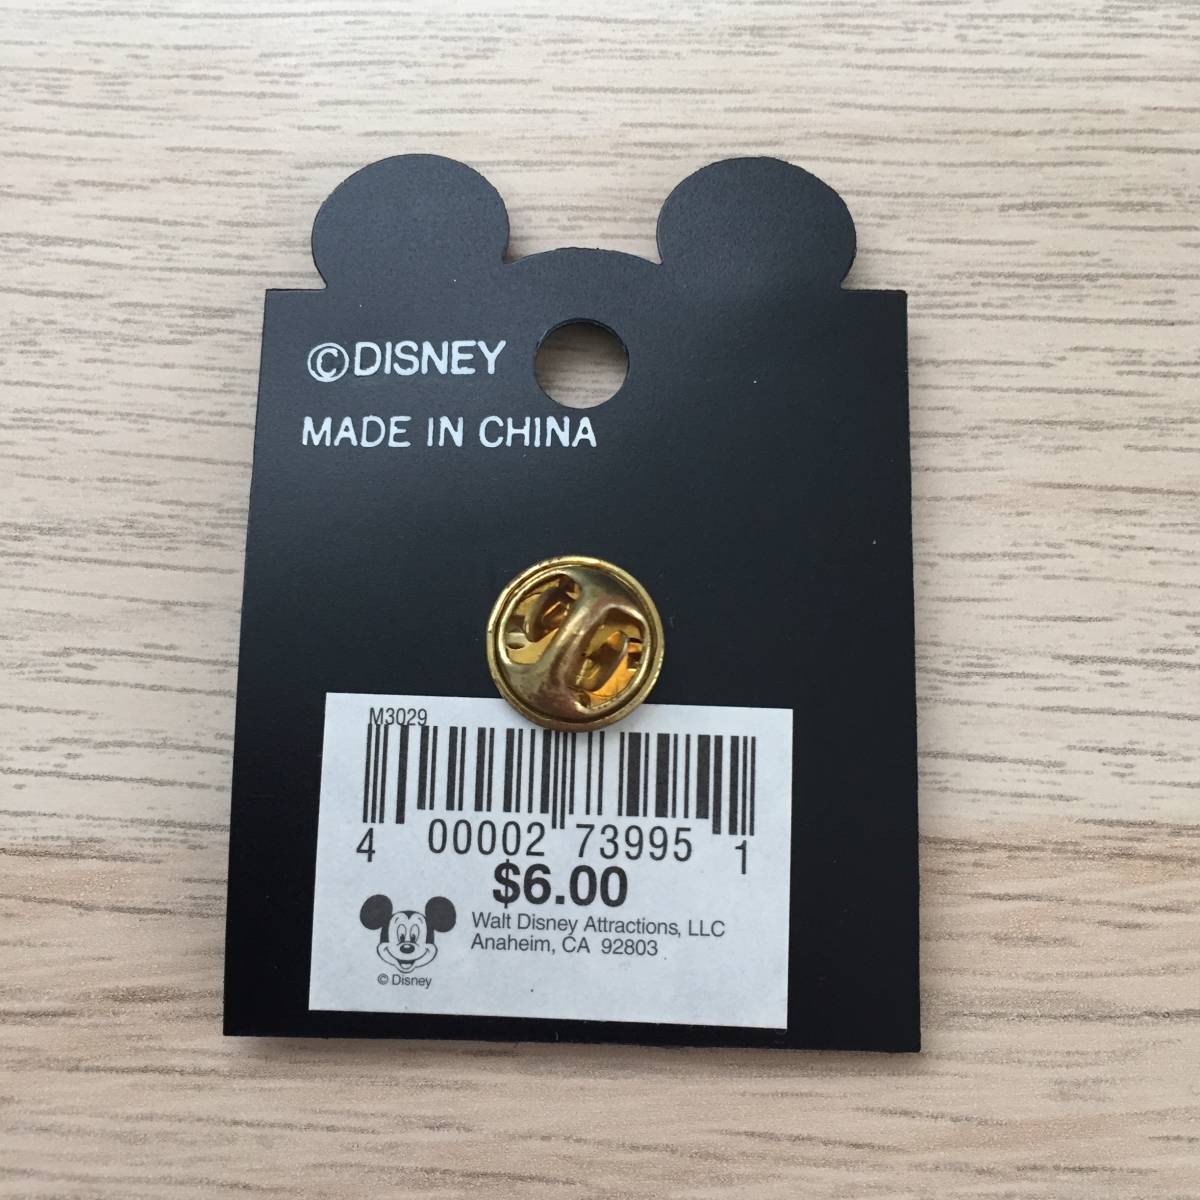 ©DISNEY
MADE IN CHINA
M3029
4 00002 73995 1
$6.00
Walt Disney Attractions, LLC
Anaheim, CA 92803
© Disney